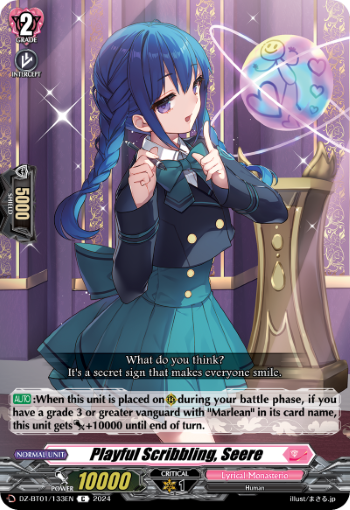 2
GRADE
INTERCEPT
5000
SHIELD
What do you think?
It's a secret sign that makes everyone smile.
AUTO:When this unit is placed on during your battle phase, if you
have a grade 3 or greater vanguard with "Marlean" in its card name,
this unit gets +10000 until end of turn.
NORMAL UNIT
Playful Scribbling, Seere
POWER 10000
CRITICAL
1
Lyrical Monasterio
Human
DZ-BT01/133EN C 2024
illust/まさる.jp